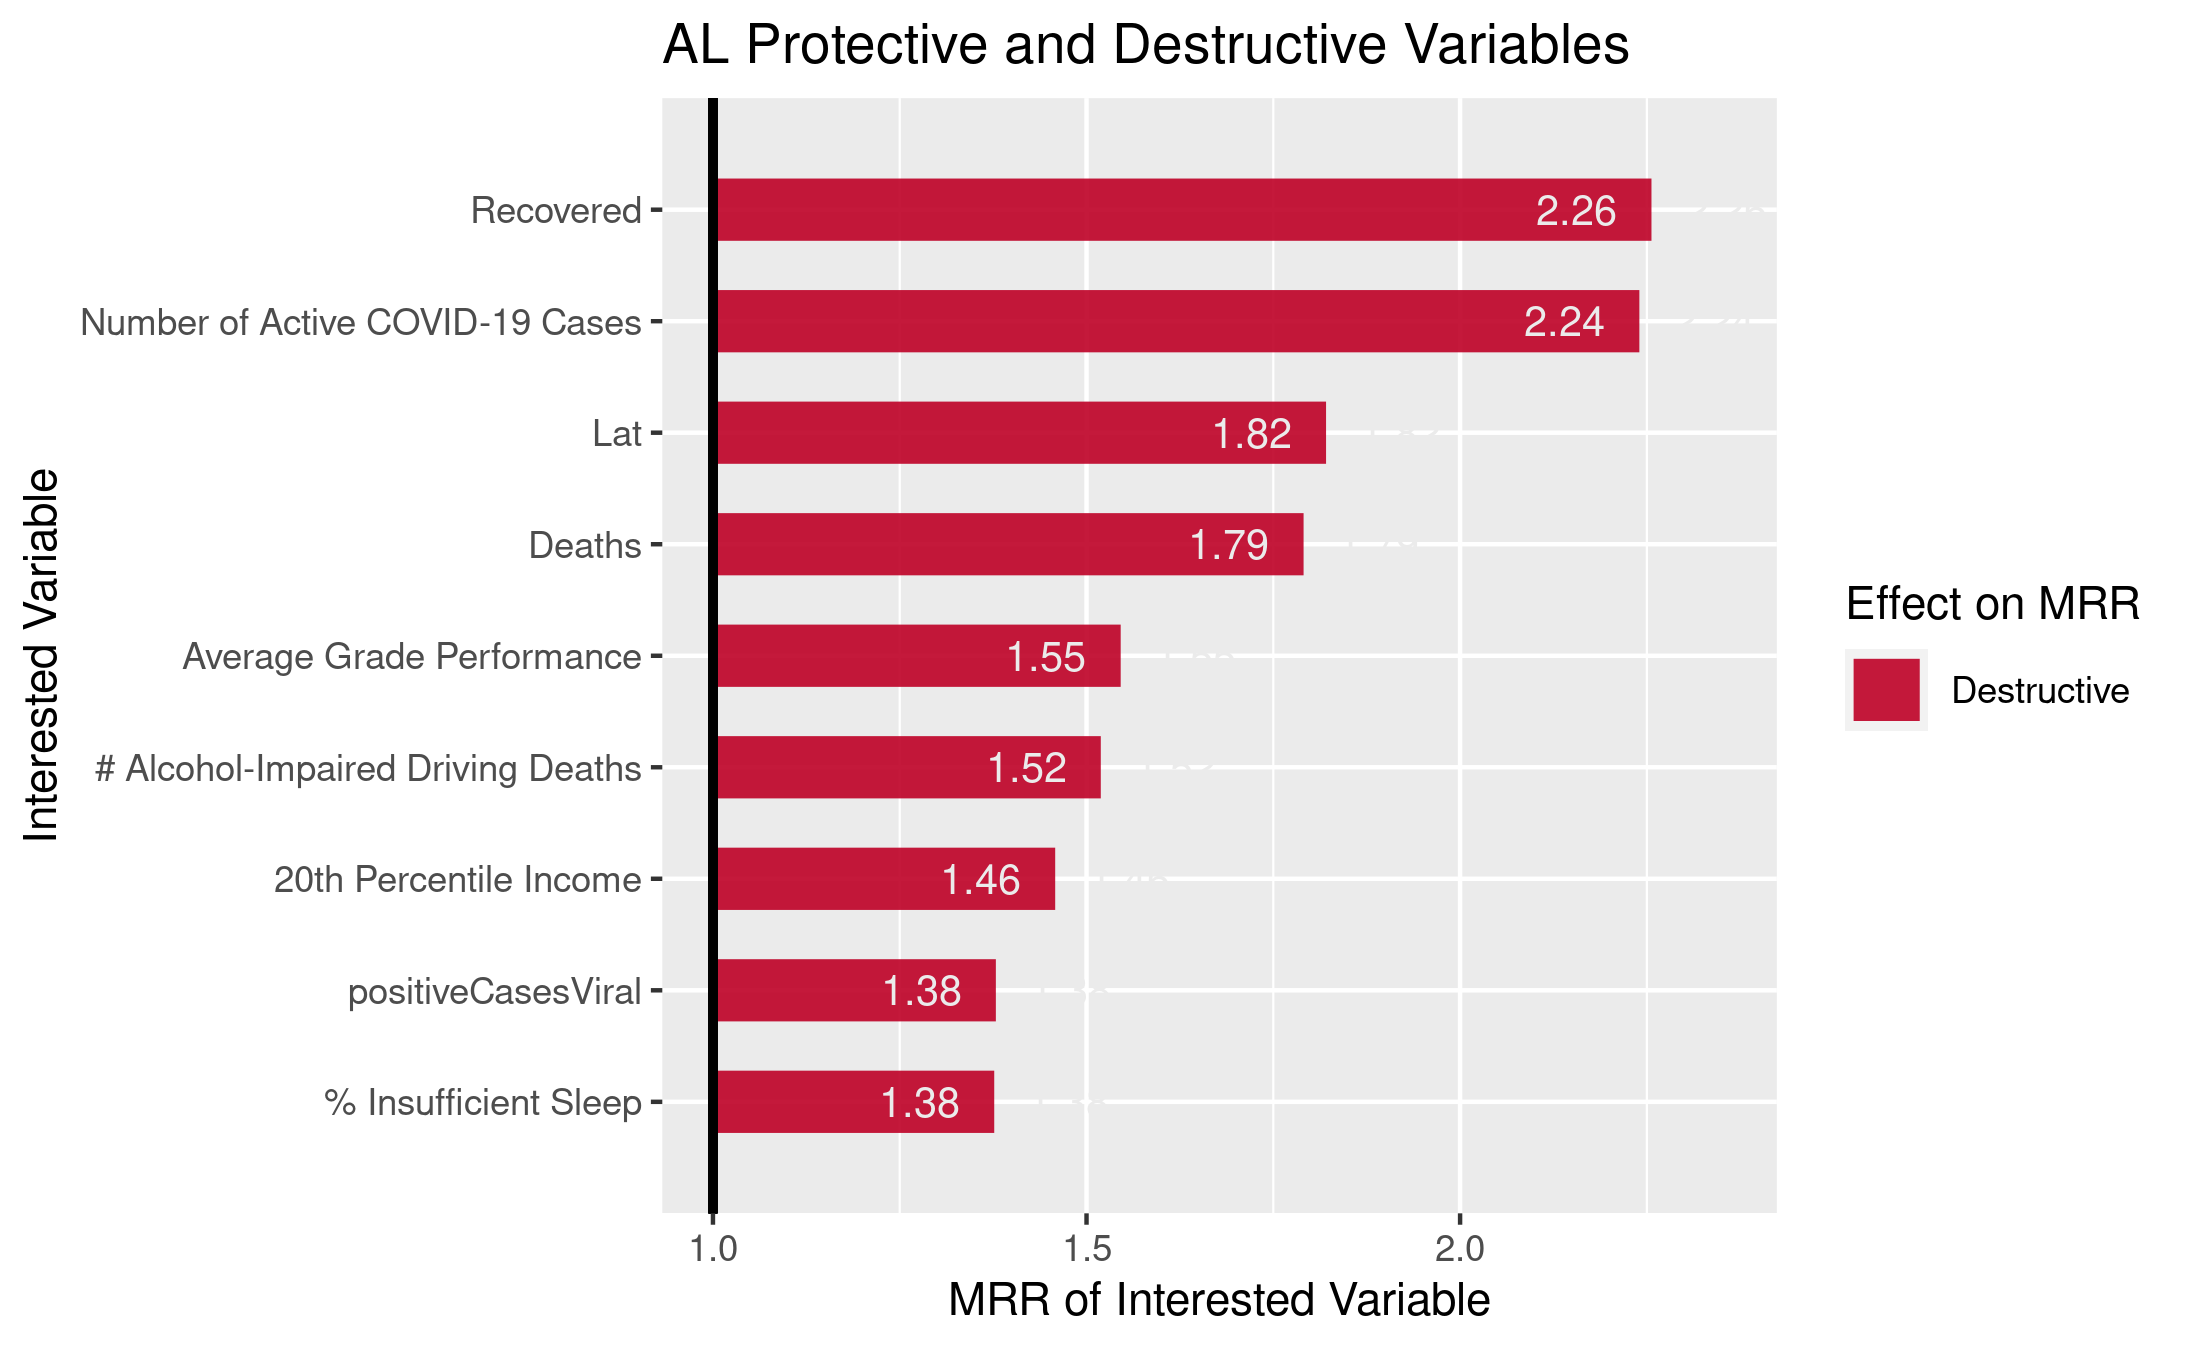 AL Protective and Destructive Variables
Interested Variable
Recovered 2.26
Number of Active COVID-19 Cases 2.24
Lat 1.82
Deaths 1.79
Average Grade Performance 1.55
# Alcohol-Impaired Driving Deaths 1.52
20th Percentile Income 1.46
positiveCasesViral 1.38
% Insufficient Sleep 1.38
1.0 1.5 2.0
MRR of Interested Variable
Effect on MRR
Destructive